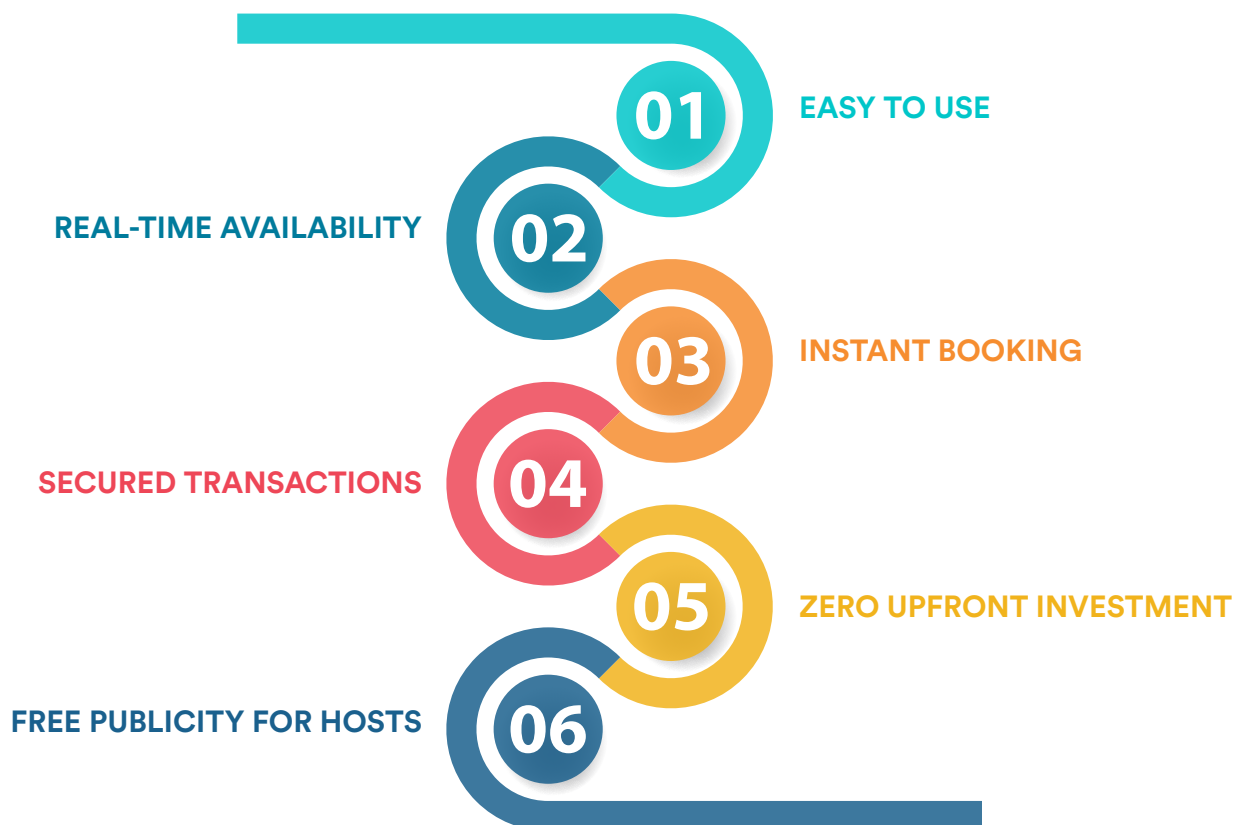 01
EASY TO USE
02
REAL-TIME AVAILABILITY
03
INSTANT BOOKING
04
SECURED TRANSACTIONS
05
ZERO UPFRONT INVESTMENT
06
FREE PUBLICITY FOR HOSTS